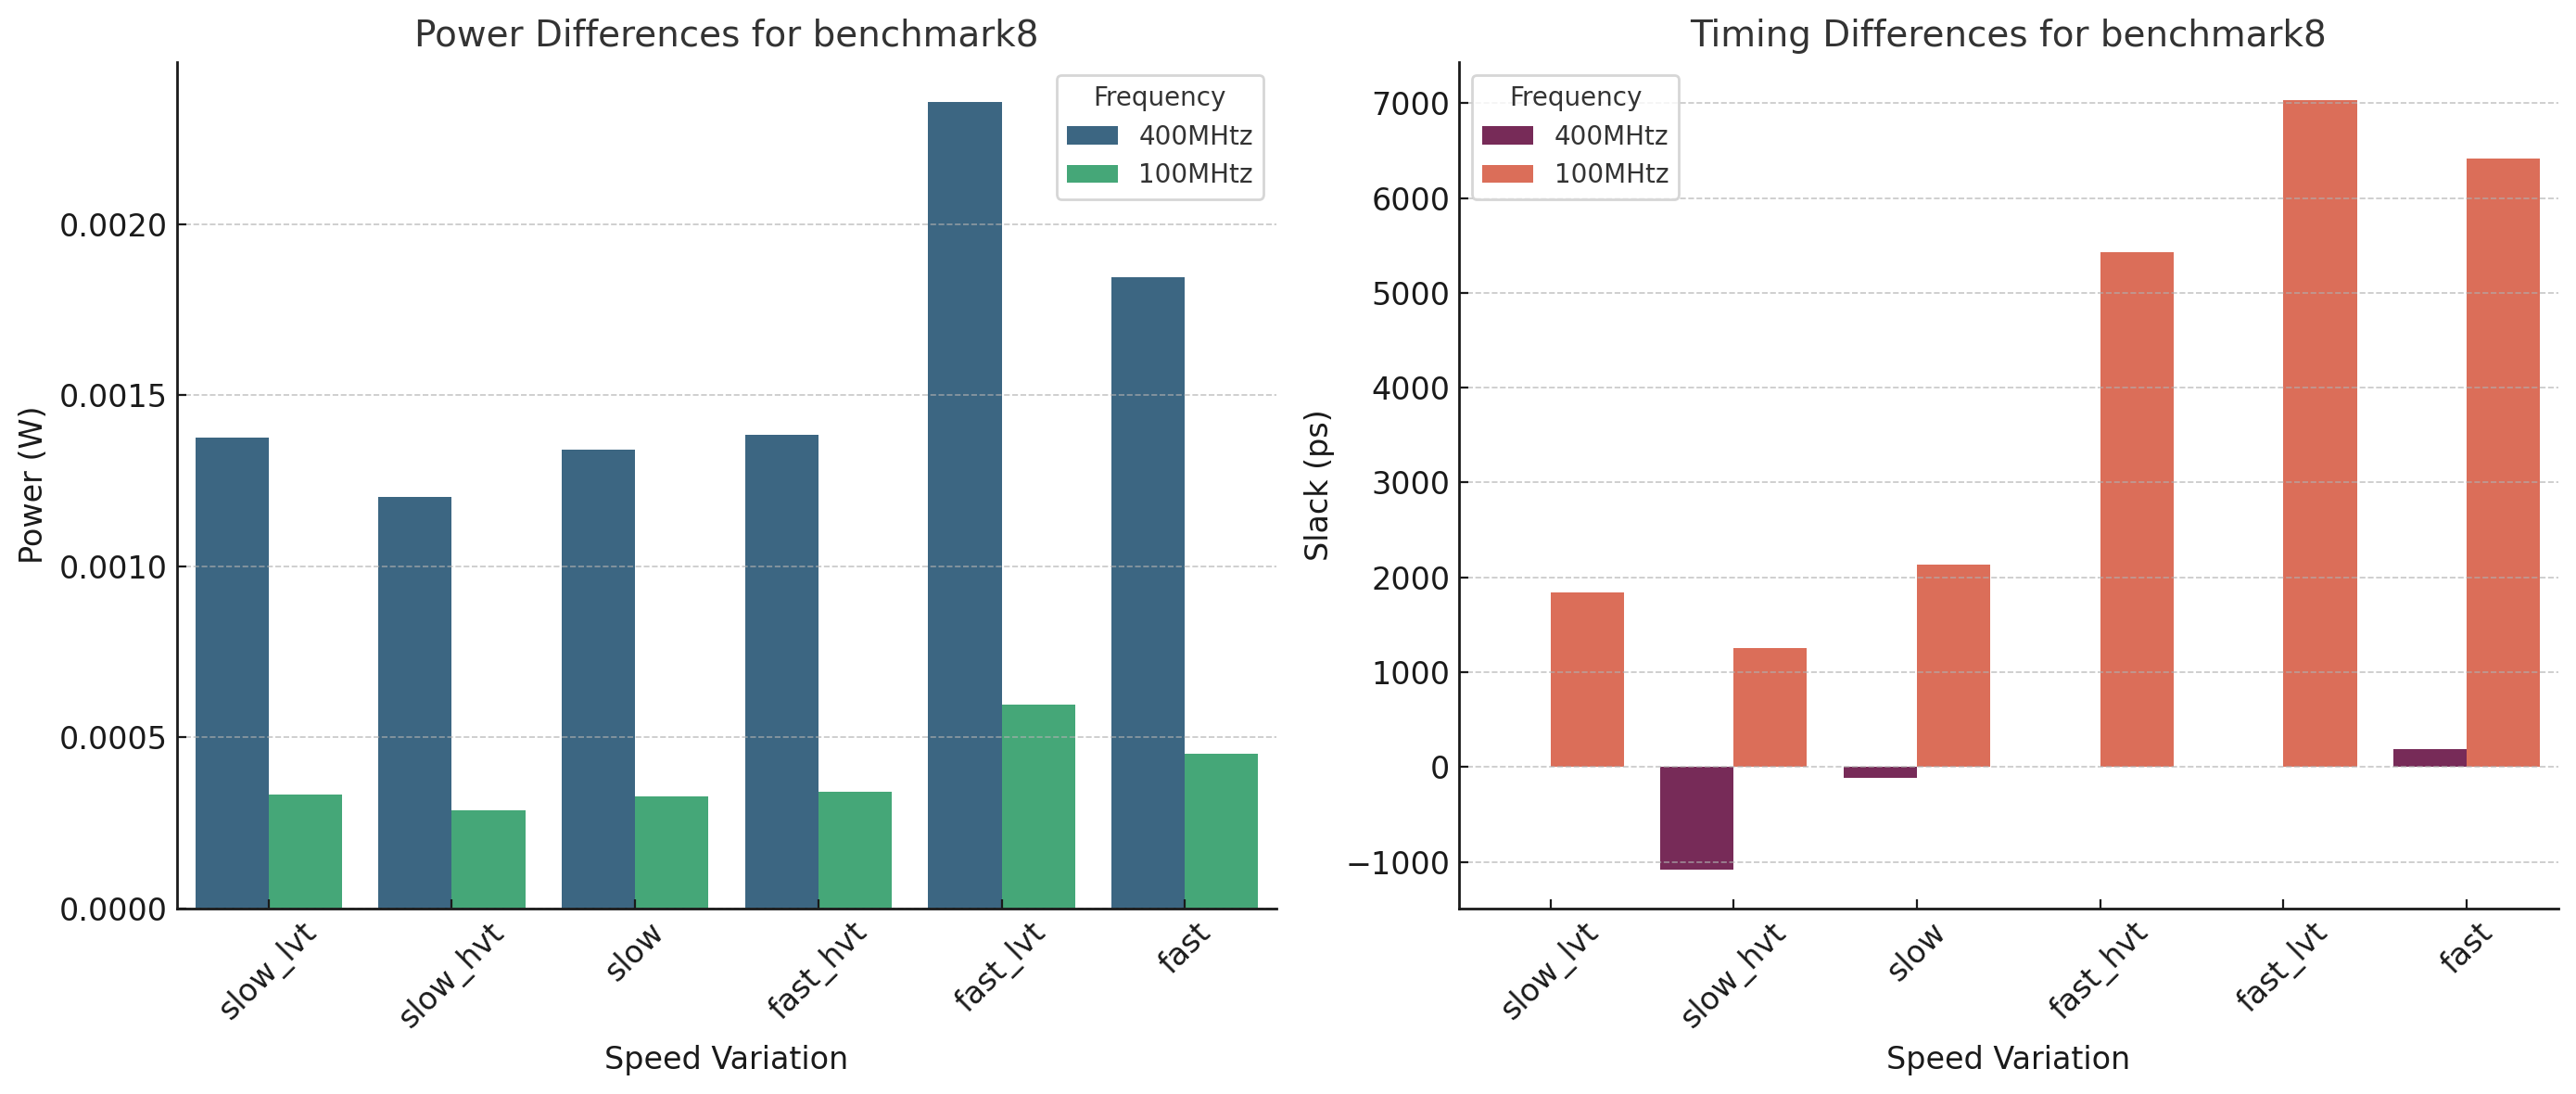 Power Differences for benchmark8
Frequency
400MHtz
100MHtz
Power (W)
0.0020
0.0015
0.0010
0.0005
0.0000
slow_lvt
slow_hvt
slow
fast_hvt
fast_lvt
fast
Speed Variation
Timing Differences for benchmark8
Frequency
400MHtz
100MHtz
Slack (ps)
7000
6000
5000
4000
3000
2000
1000
0
−1000
slow_lvt
slow_hvt
slow
fast_hvt
fast_lvt
fast
Speed Variation